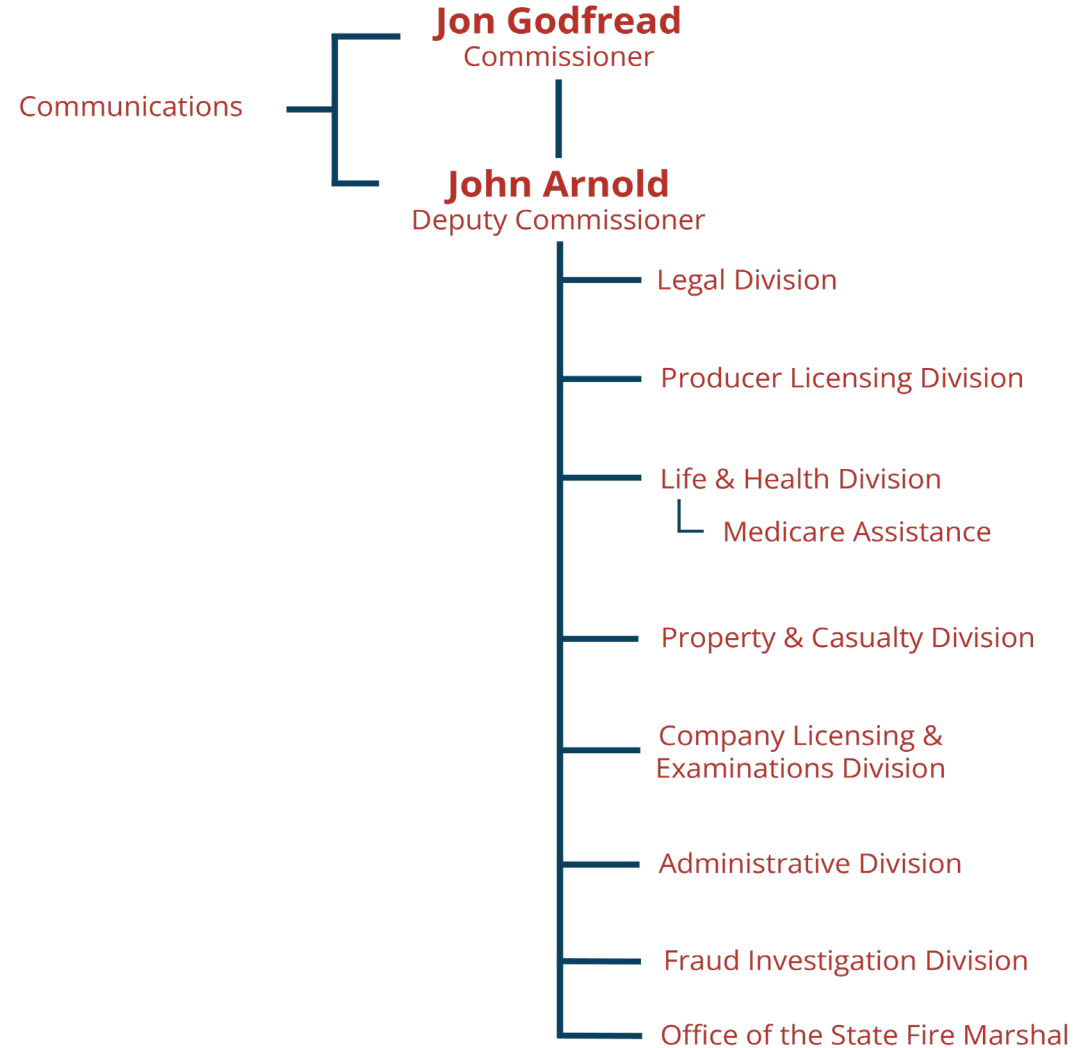 Jon Godfread
Commissioner
Communications
John Arnold
Deputy Commissioner
Legal Division
Producer Licensing Division
Life & Health Division
Medicare Assistance
Property & Casualty Division
Company Licensing &
Examinations Division
Administrative Division
Fraud Investigation Division
Office of the State Fire Marshal